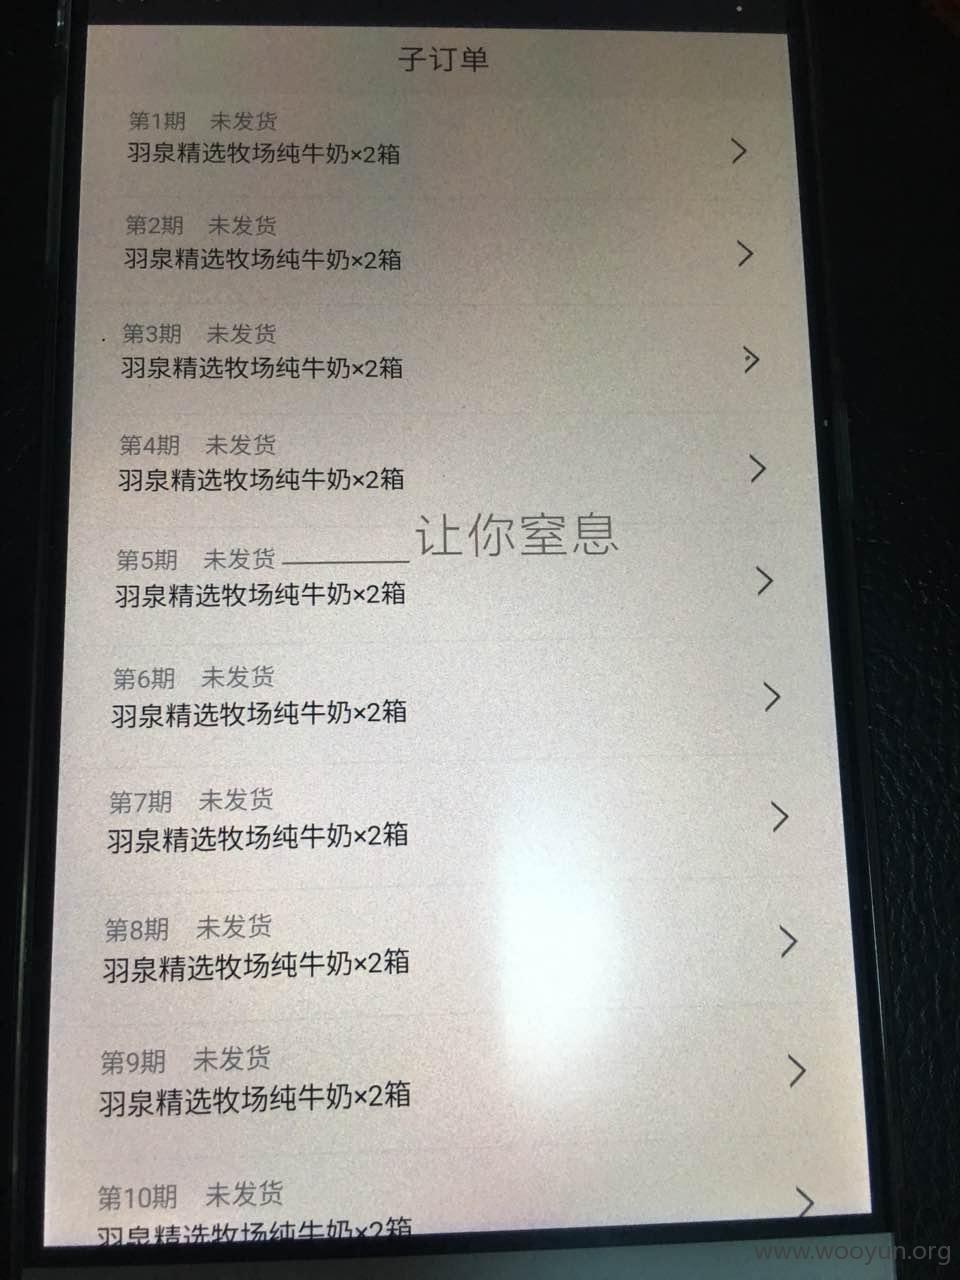 子订单
第1期 未发货
羽泉精选牧场纯牛奶×2箱
第2期 未发货
羽泉精选牧场纯牛奶×2箱
第3期 未发货
羽泉精选牧场纯牛奶×2箱
第4期 未发货
羽泉精选牧场纯牛奶×2箱
让你窒息
第5期 未发货
羽泉精选牧场纯牛奶×2箱
第6期 未发货
羽泉精选牧场纯牛奶×2箱
第7期 未发货
羽泉精选牧场纯牛奶×2箱
第8期 未发货
羽泉精选牧场纯牛奶×2箱
第9期 未发货
羽泉精选牧场纯牛奶×2箱
第10期 未发货
羽泉精选牧场纯牛奶×2箱
www.wooyun.org